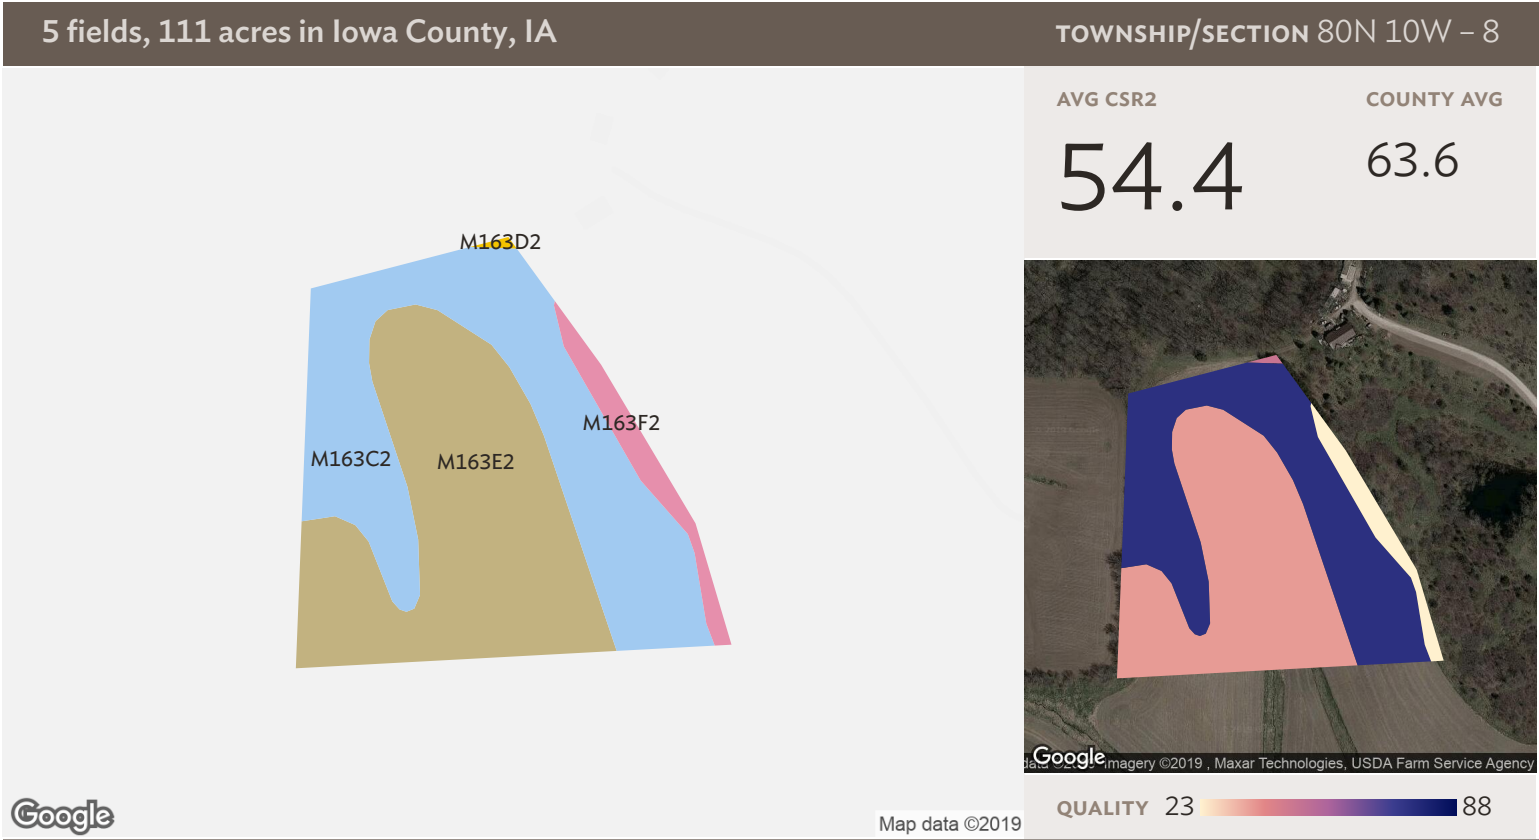 5 fields, 111 acres in Iowa County, IA
TOWNSHIP/SECTION 80N 10W – 8
AVG CSR2
COUNTY AVG
54.4
63.6
M163D2
M163F2
M163C2
M163E2
Google
Map data ©2019
Google
Imagery ©2019 , Maxar Technologies, USDA Farm Service Agency
QUALITY 23 88